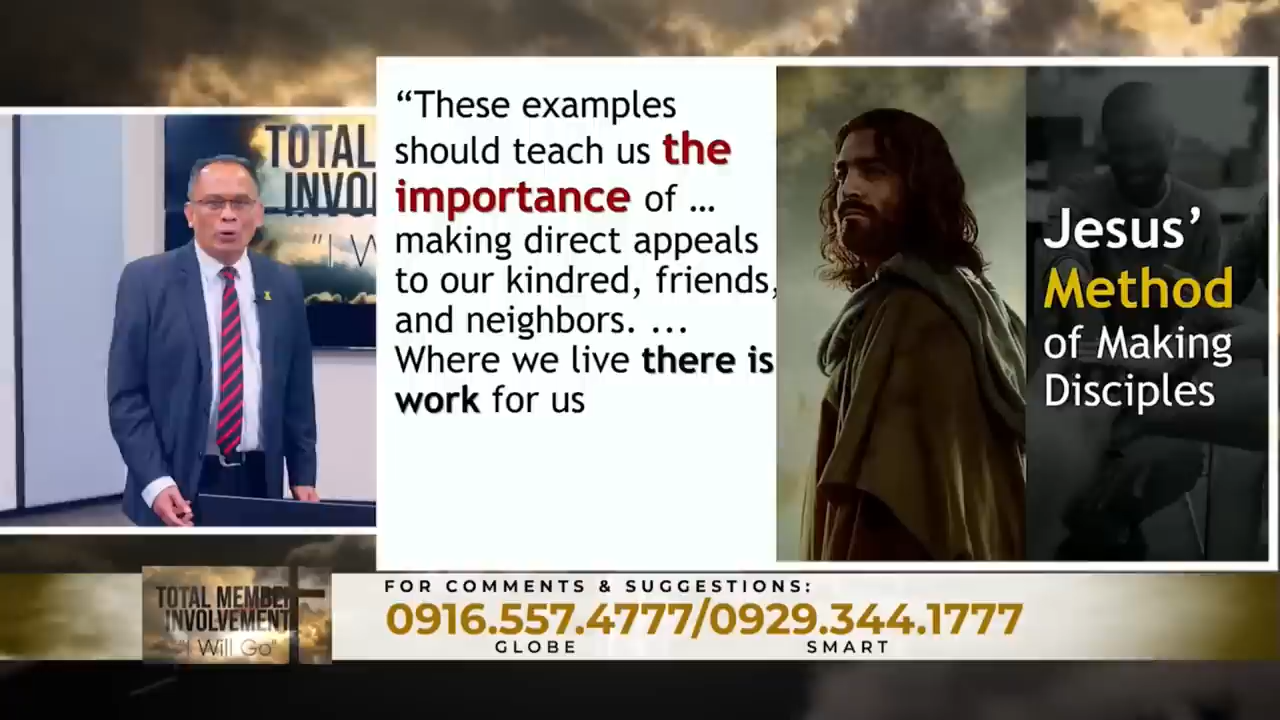 TOTAL
INVO
"I W
“These examples
should teach us the
importance of ...
making direct appeals
to our kindred, friends,
and neighbors. ...
Where we live there is
work for us
Jesus’
Method
of Making
Disciples
TOTAL MEMBER
INVOLVEMENT
"I Will Go"
FOR COMMENTS & SUGGESTIONS:
0916.557.4777/0929.344.1777
GLOBE SMART